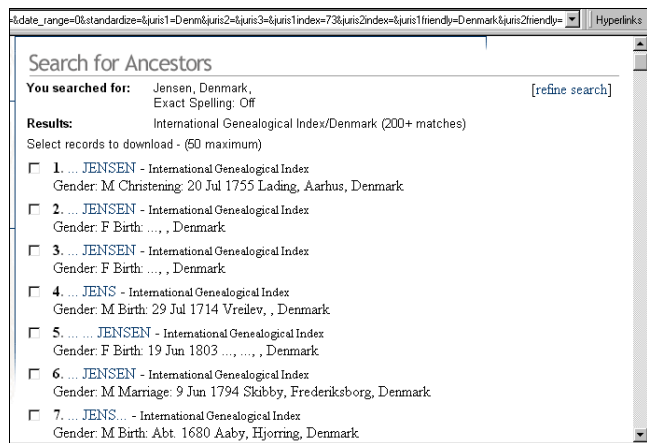 =&date_range=0&standardize=&juris1=Denm&juris2=&juris3=&juris1index=73&juris2index=&juris1friendly=Denmark&juris2friendly=
Hyperlinks
Search for Ancestors
You searched for: Jensen, Denmark, [refine search]
Exact Spelling: Off
Results: International Genealogical Index/Denmark (200+ matches)
Select records to download - (50 maximum)
1. ... JENSEN - International Genealogical Index
Gender: M Christening: 20 Jul 1755 Lading, Aarhus, Denmark
2. ... JENSEN - International Genealogical Index
Gender: F Birth: ..., , Denmark
3. ... JENSEN - International Genealogical Index
Gender: F Birth: ..., , Denmark
4. ... JENS - International Genealogical Index
Gender: M Birth: 29 Jul 1714 Vreilev, , Denmark
5. ... ... JENSEN - International Genealogical Index
Gender: F Birth: 19 Jun 1803 ..., ..., , Denmark
6. ... JENSEN - International Genealogical Index
Gender: M Marriage: 9 Jun 1794 Skibby, Frederiksborg, Denmark
7. ... JENS... - International Genealogical Index
Gender: M Birth: Abt. 1680 Aaby, Hjorring, Denmark